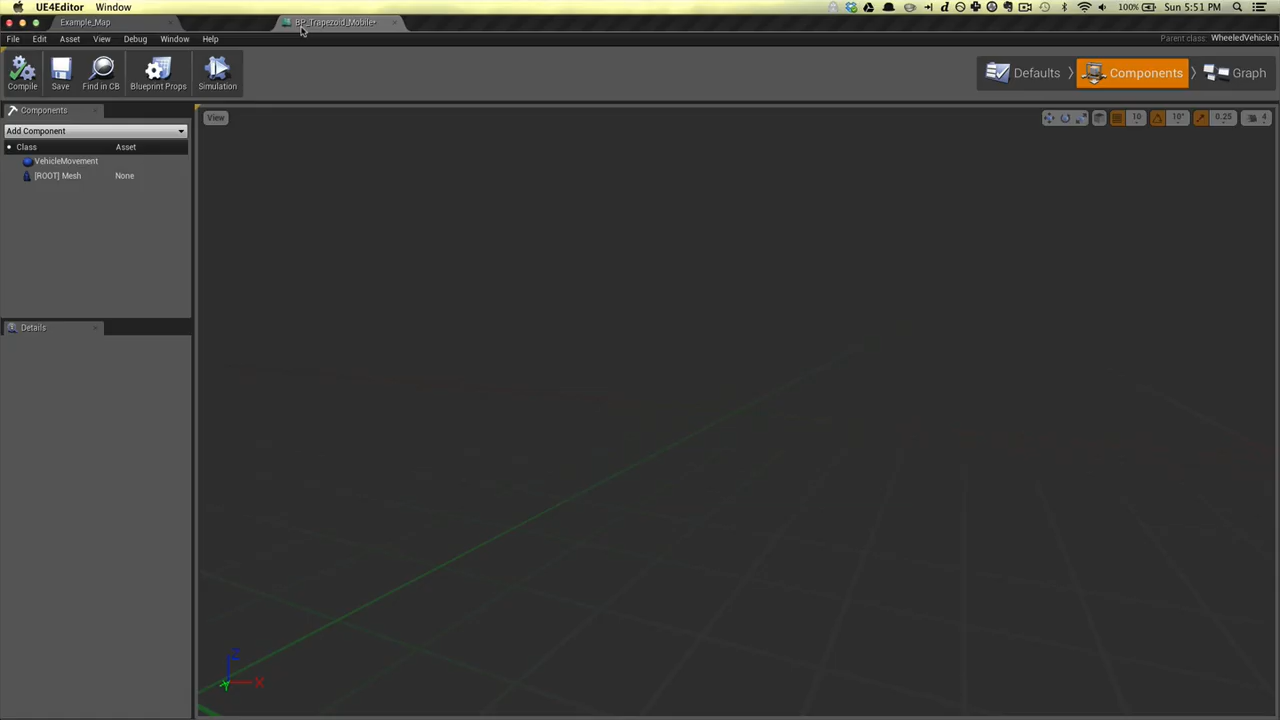 UE4Editor Window 100% Sun 5:51 PM
Example_Map BP_Trapezoid_Mobile*
File Edit Asset View Debug Window Help Parent class: WheeledVehicle.h
Compile Save Find in CB Blueprint Props Simulation Defaults Components Graph
Components
Add Component
Class Asset
VehicleMovement
[ROOT] Mesh None
Details
View 10 10° 0.25 4
Z
Y X